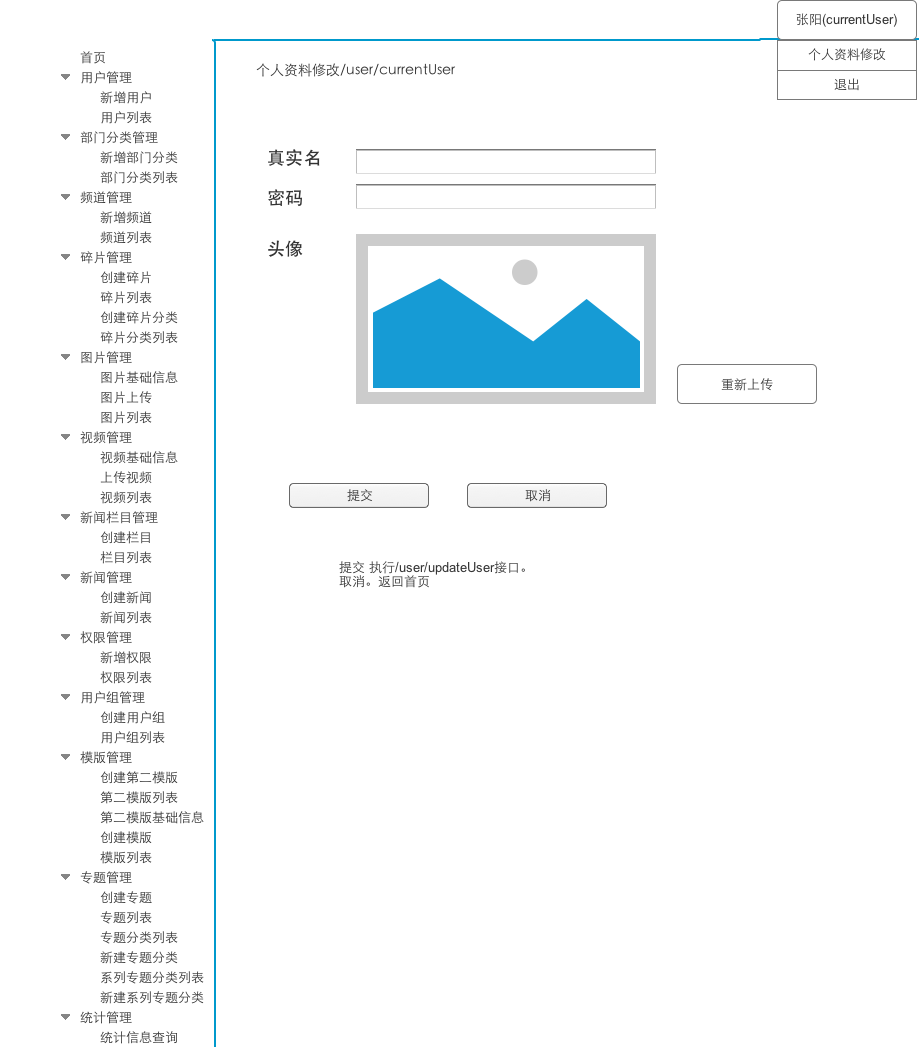 张阳(currentUser)
个人资料修改
退出
首页
用户管理
新增用户
用户列表
部门分类管理
新增部门分类
部门分类列表
频道管理
新增频道
频道列表
碎片管理
创建碎片
碎片列表
创建碎片分类
碎片分类列表
图片管理
图片基础信息
图片上传
图片列表
视频管理
视频基础信息
上传视频
视频列表
新闻栏目管理
创建栏目
栏目列表
新闻管理
创建新闻
新闻列表
权限管理
新增权限
权限列表
用户组管理
创建用户组
用户组列表
模版管理
创建第二模版
第二模版列表
第二模版基础信息
创建模版
模版列表
专题管理
创建专题
专题列表
专题分类列表
新建专题分类
系列专题分类列表
新建系列专题分类
统计管理
统计信息查询
个人资料修改/user/currentUser
真实名
密码
头像
重新上传
提交
取消
提交 执行/user/updateUser接口。
取消。返回首页